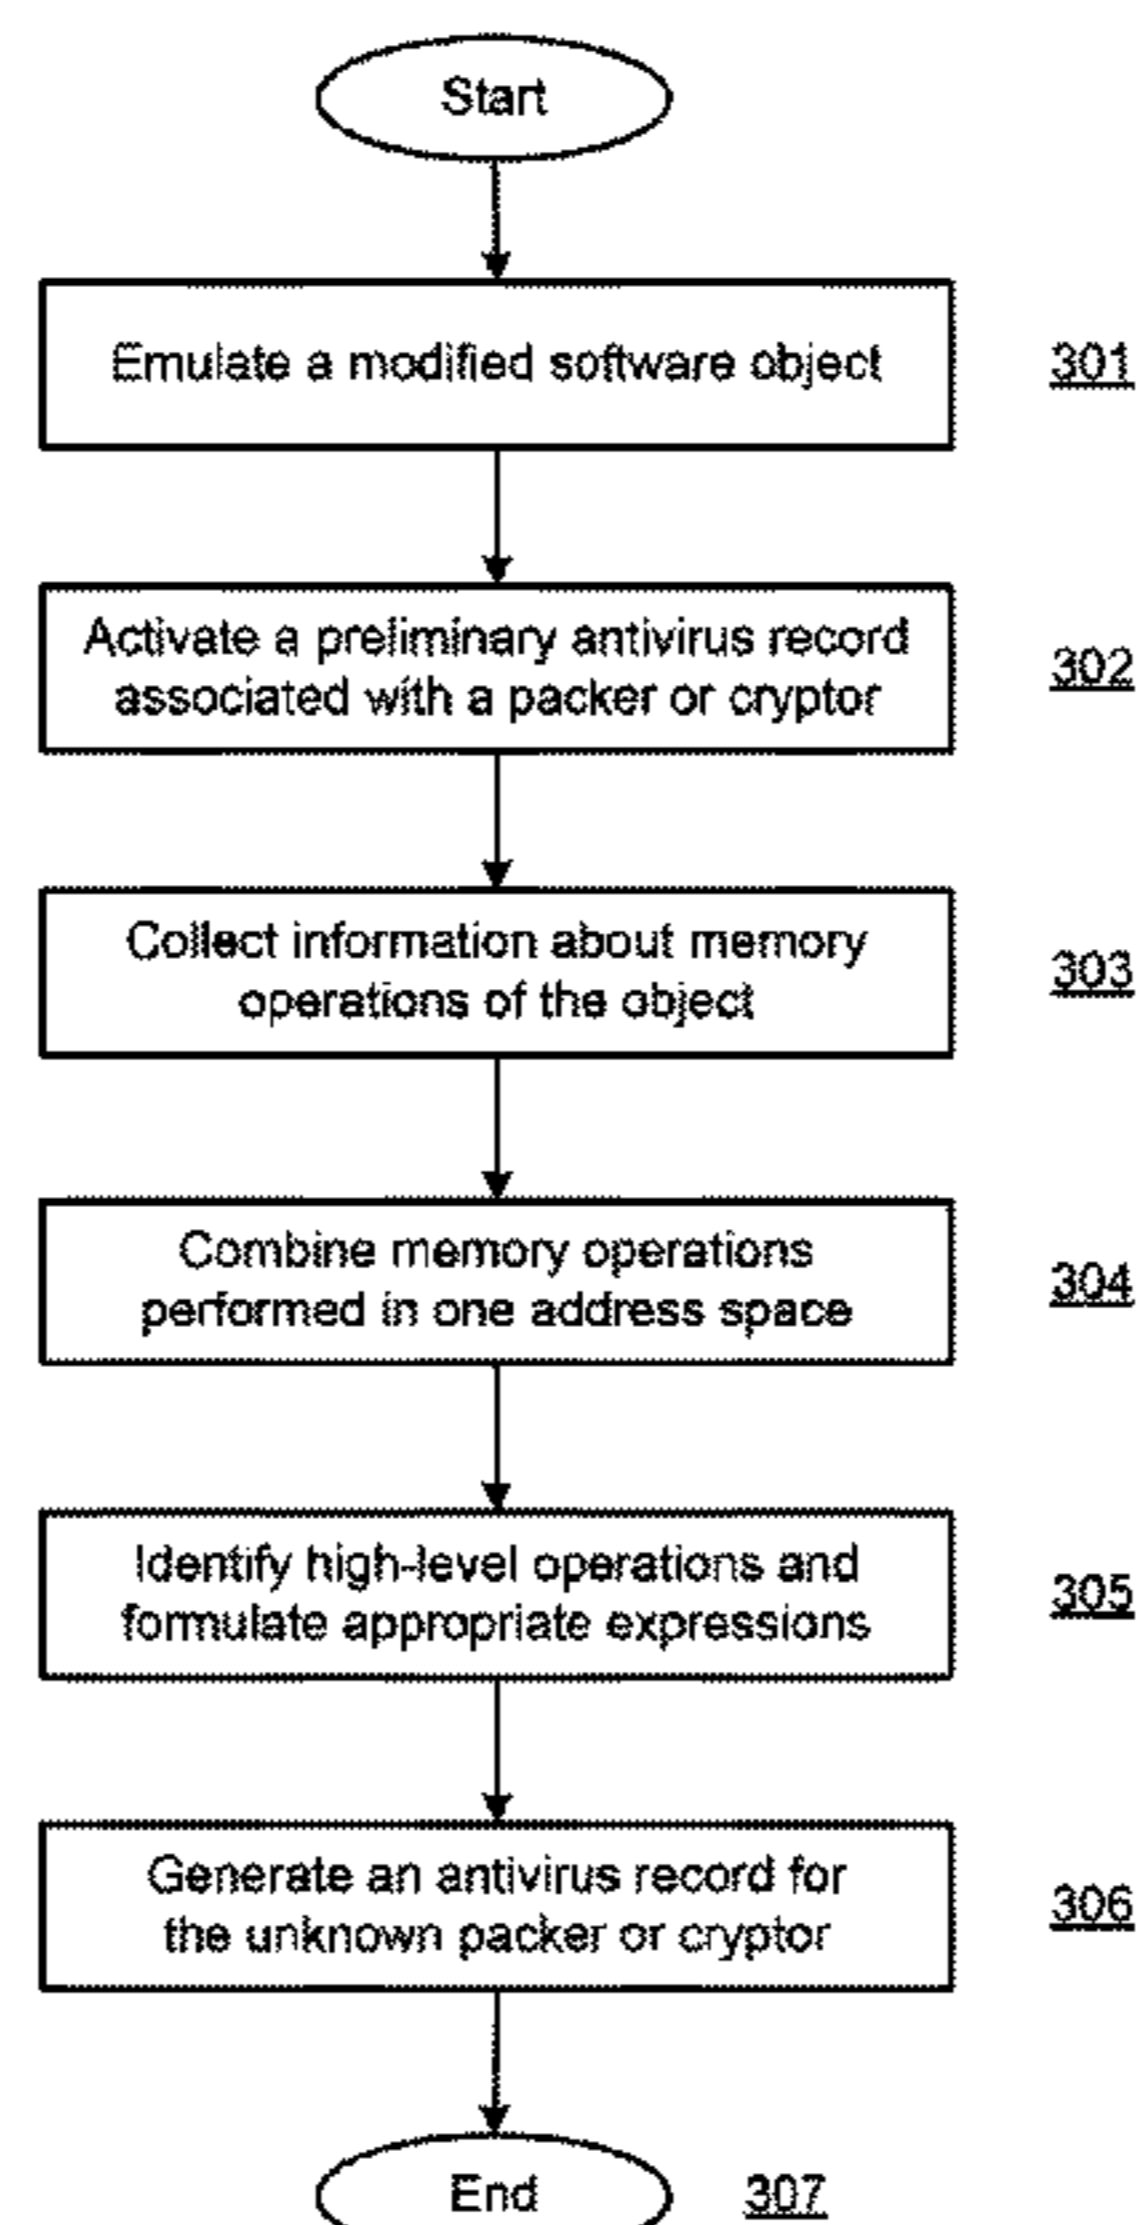 Start
Emulate a modified software object
301
Activate a preliminary antivirus record
associated with a packer or cryptor
302
Collect information about memory
operations of the object
303
Combine memory operations
performed in one address space
304
Identify high-level operations and
formulate appropriate expressions
305
Generate an antivirus record for
the unknown packer or cryptor
306
End
307